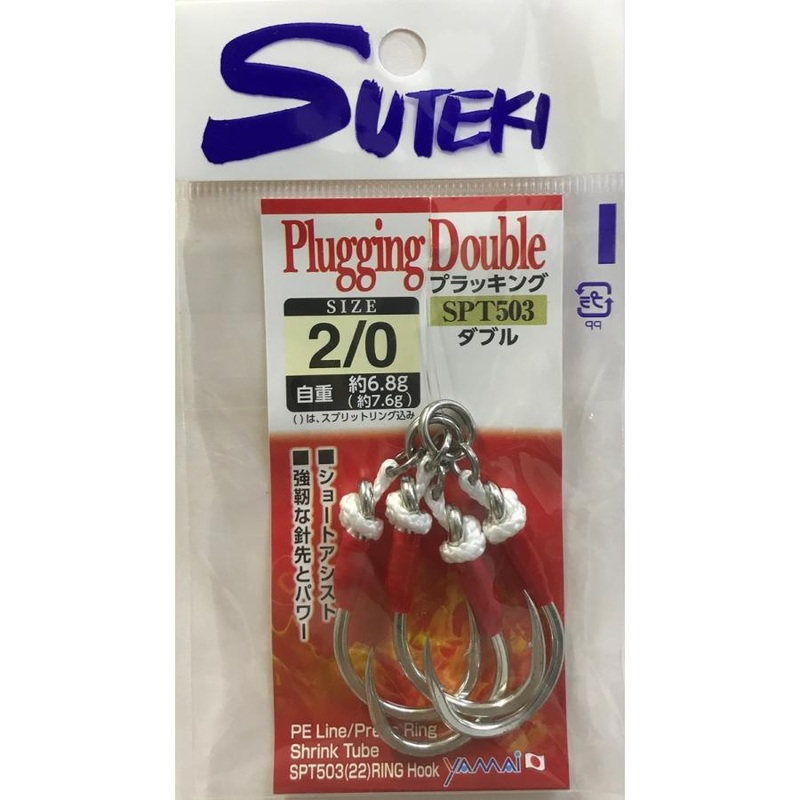 SUTEKI
Plugging Double
プラッキング
SPT503
ダブル
SIZE
2/0
自重 約6.8g
(約7.6g)
( )は、スプリットリング込み
■ショートアシスト
■強靭な針先とパワー
プラ
PP
PE Line/Press Ring
Shrink Tube
SPT503(22)RING Hook
yamai